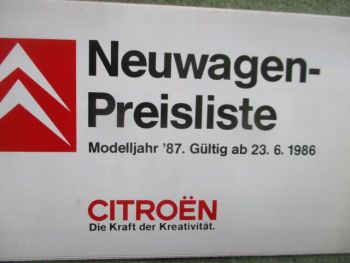 Neuwagen-
Preisliste
Modelljahr '87. Gültig ab 23. 6. 1986
CITROËN
Die Kraft der Kreativität.